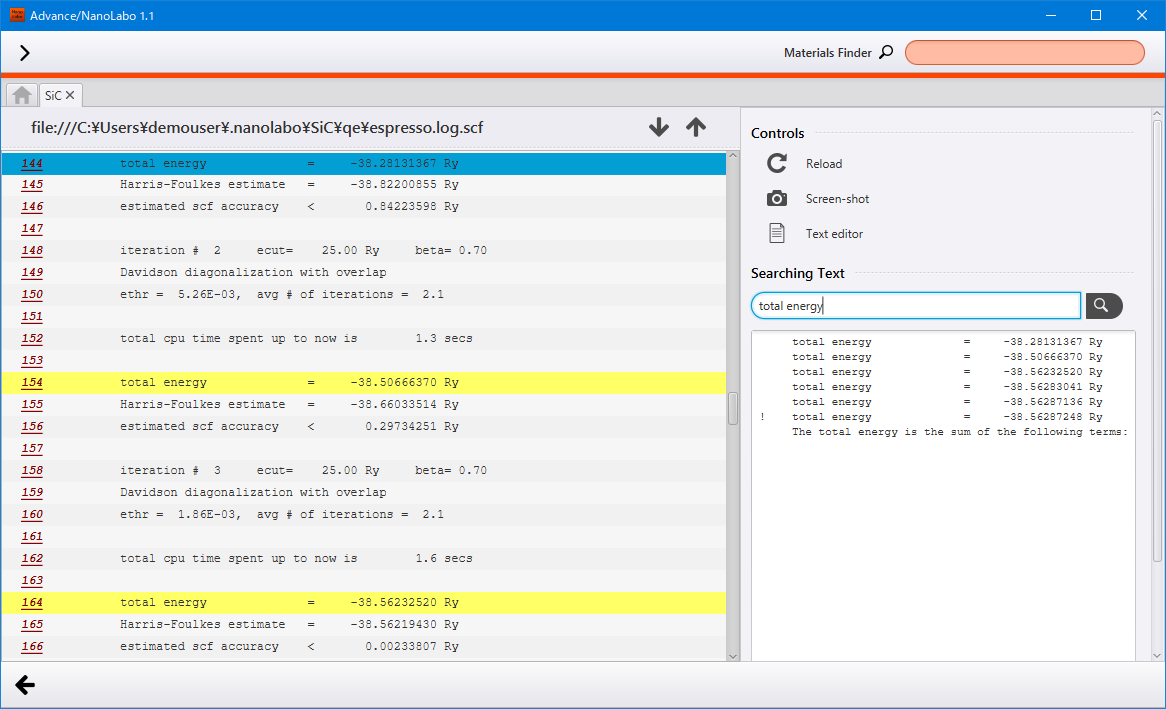 Advance/NanoLabo 1.1
Materials Finder
SiC
file:///C:¥Users¥demouser¥.nanolabo¥SiC¥qe¥espresso.log.scf
144 total energy = -38.28131367 Ry
145 Harris-Foulkes estimate = -38.82200855 Ry
146 estimated scf accuracy < 0.84223598 Ry
147
148 iteration # 2 ecut= 25.00 Ry beta= 0.70
149 Davidson diagonalization with overlap
150 ethr = 5.26E-03, avg # of iterations = 2.1
151
152 total cpu time spent up to now is 1.3 secs
153
154 total energy = -38.50666370 Ry
155 Harris-Foulkes estimate = -38.66033514 Ry
156 estimated scf accuracy < 0.29734251 Ry
157
158 iteration # 3 ecut= 25.00 Ry beta= 0.70
159 Davidson diagonalization with overlap
160 ethr = 1.86E-03, avg # of iterations = 2.1
161
162 total cpu time spent up to now is 1.6 secs
163
164 total energy = -38.56232520 Ry
165 Harris-Foulkes estimate = -38.56219430 Ry
166 estimated scf accuracy < 0.00233807 Ry
Controls
Reload
Screen-shot
Text editor
Searching Text
total energy
total energy = -38.28131367 Ry
total energy = -38.50666370 Ry
total energy = -38.56232520 Ry
total energy = -38.56283041 Ry
total energy = -38.56287136 Ry
! total energy = -38.56287248 Ry
The total energy is the sum of the following terms: